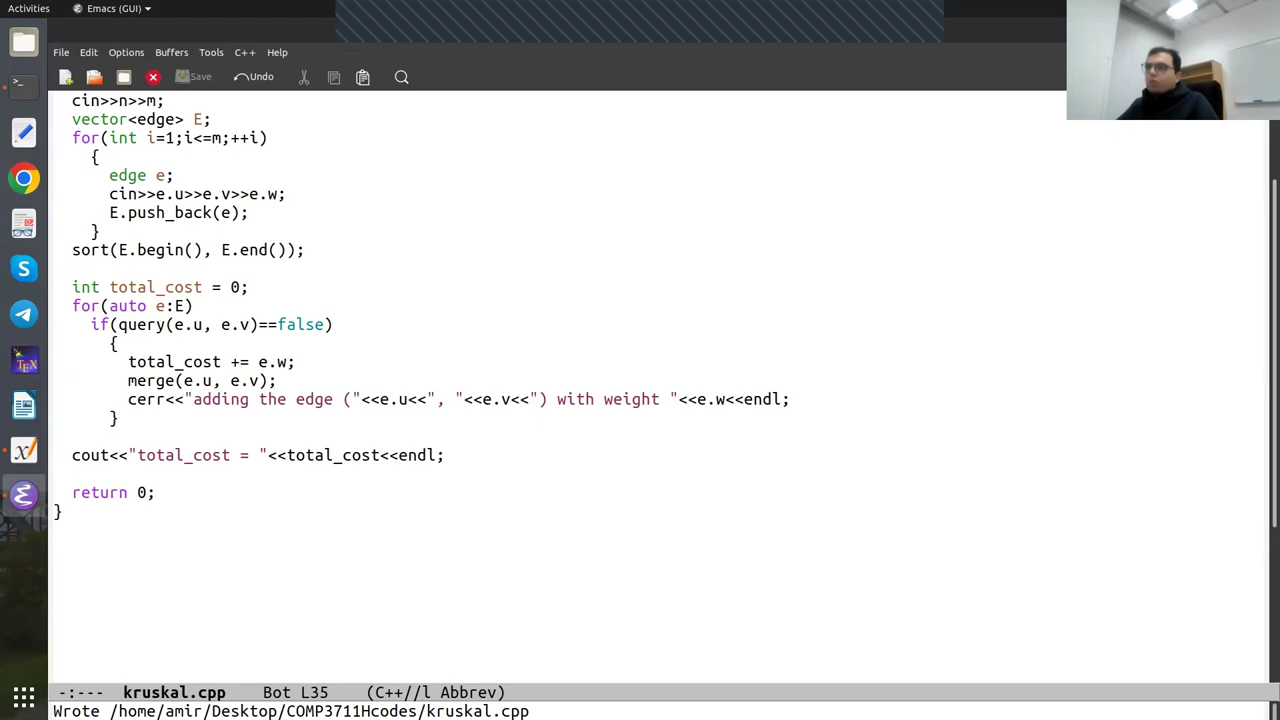 Activities
Emacs (GUI)
File Edit Options Buffers Tools C++ Help
Save Undo
cin>>n>>m;
vector<edge> E;
for(int i=1;i<=m;++i)
{
edge e;
cin>>e.u>>e.v>>e.w;
E.push_back(e);
}
sort(E.begin(), E.end());
int total_cost = 0;
for(auto e:E)
if(query(e.u, e.v)==false)
{
total_cost += e.w;
merge(e.u, e.v);
cerr<<"adding the edge ("<<e.u<<", "<<e.v<<") with weight "<<e.w<<endl;
}
cout<<"total_cost = "<<total_cost<<endl;
return 0;
}
-:--- kruskal.cpp Bot L35 (C++//l Abbrev)
Wrote /home/amir/Desktop/COMP3711Hcodes/kruskal.cpp